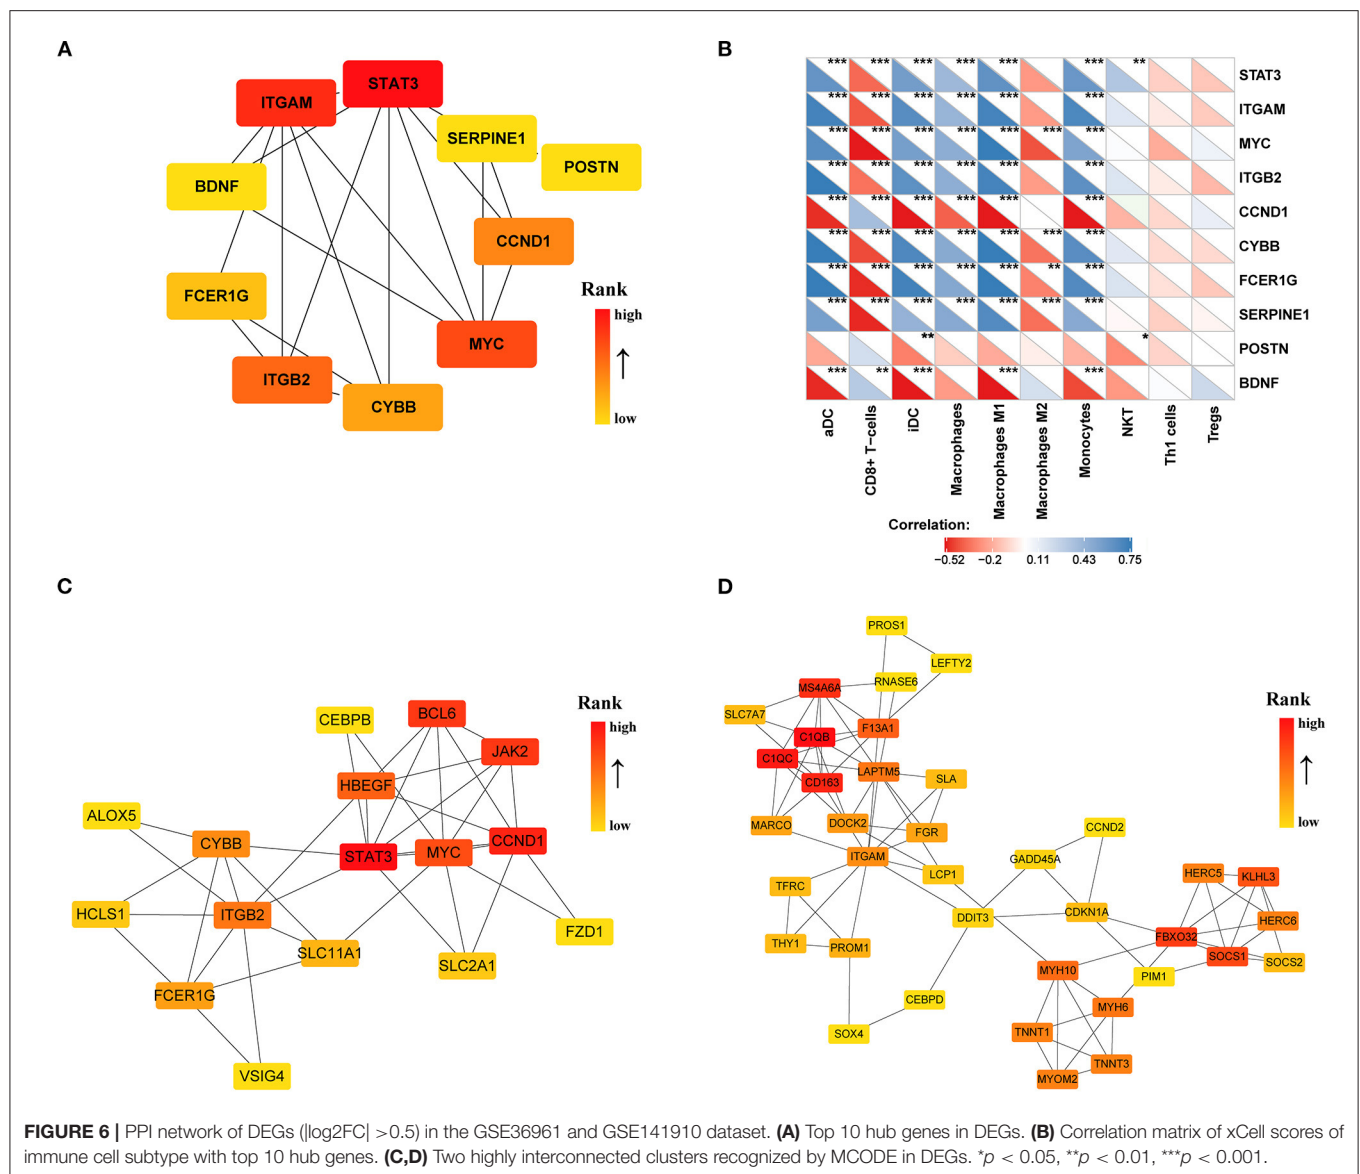 A
STAT3
ITGAM
SERPINE1
POSTN
BDNF
CCND1
FCER1G
MYC
ITGB2
CYBB
Rank
high
low
B
*** *** *** *** *** *** ** STAT3
*** *** *** *** *** *** ITGAM
*** *** *** *** *** *** *** MYC
*** *** *** *** *** *** ITGB2
*** *** *** *** *** CCND1
*** *** *** *** *** *** *** CYBB
*** *** *** *** *** ** *** FCER1G
*** *** *** *** *** *** *** SERPINE1
** * POSTN
*** ** *** *** *** BDNF
aDC
CD8+ T-cells
iDC
Macrophages
Macrophages M1
Macrophages M2
Monocytes
NKT
Th1 cells
Tregs
Correlation:
-0.52 -0.2 0.11 0.43 0.75
C
CEBPB
BCL6
JAK2
HBEGF
ALOX5
CYBB
STAT3
MYC
CCND1
HCLS1
ITGB2
FZD1
SLC11A1
SLC2A1
FCER1G
VSIG4
Rank
high
low
D
PROS1
LEFTY2
RNASE6
MS4A6A
SLC7A7
F13A1
C1QB
C1QC
LAPTM5
CD163
SLA
MARCO
DOCK2
FGR
CCND2
ITGAM
GADD45A
LCP1
TFRC
HERC5
KLHL3
DDIT3
CDKN1A
HERC6
THY1
PROM1
FBXO32
SOCS1
SOCS2
MYH10
PIM1
CEBPD
MYH6
SOX4
TNNT1
TNNT3
MYOM2
Rank
high
low
FIGURE 6 | PPI network of DEGs (|log2FC| >0.5) in the GSE36961 and GSE141910 dataset. (A) Top 10 hub genes in DEGs. (B) Correlation matrix of xCell scores of
immune cell subtype with top 10 hub genes. (C,D) Two highly interconnected clusters recognized by MCODE in DEGs. *p < 0.05, **p < 0.01, ***p < 0.001.